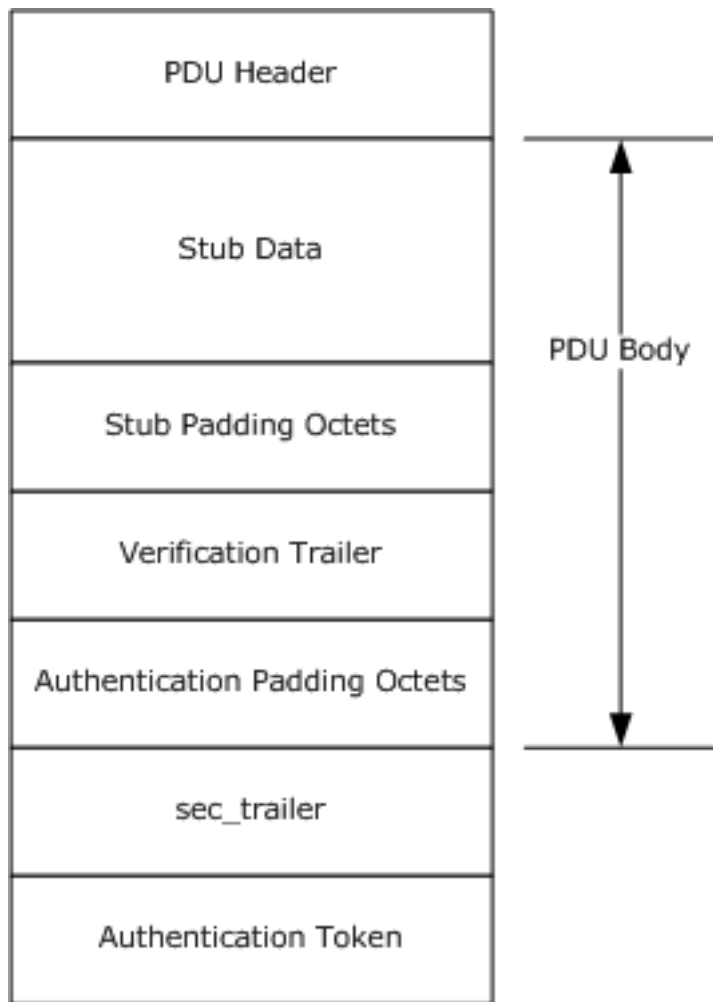 PDU Header
Stub Data
PDU Body
Stub Padding Octets
Verification Trailer
Authentication Padding Octets
sec_trailer
Authentication Token